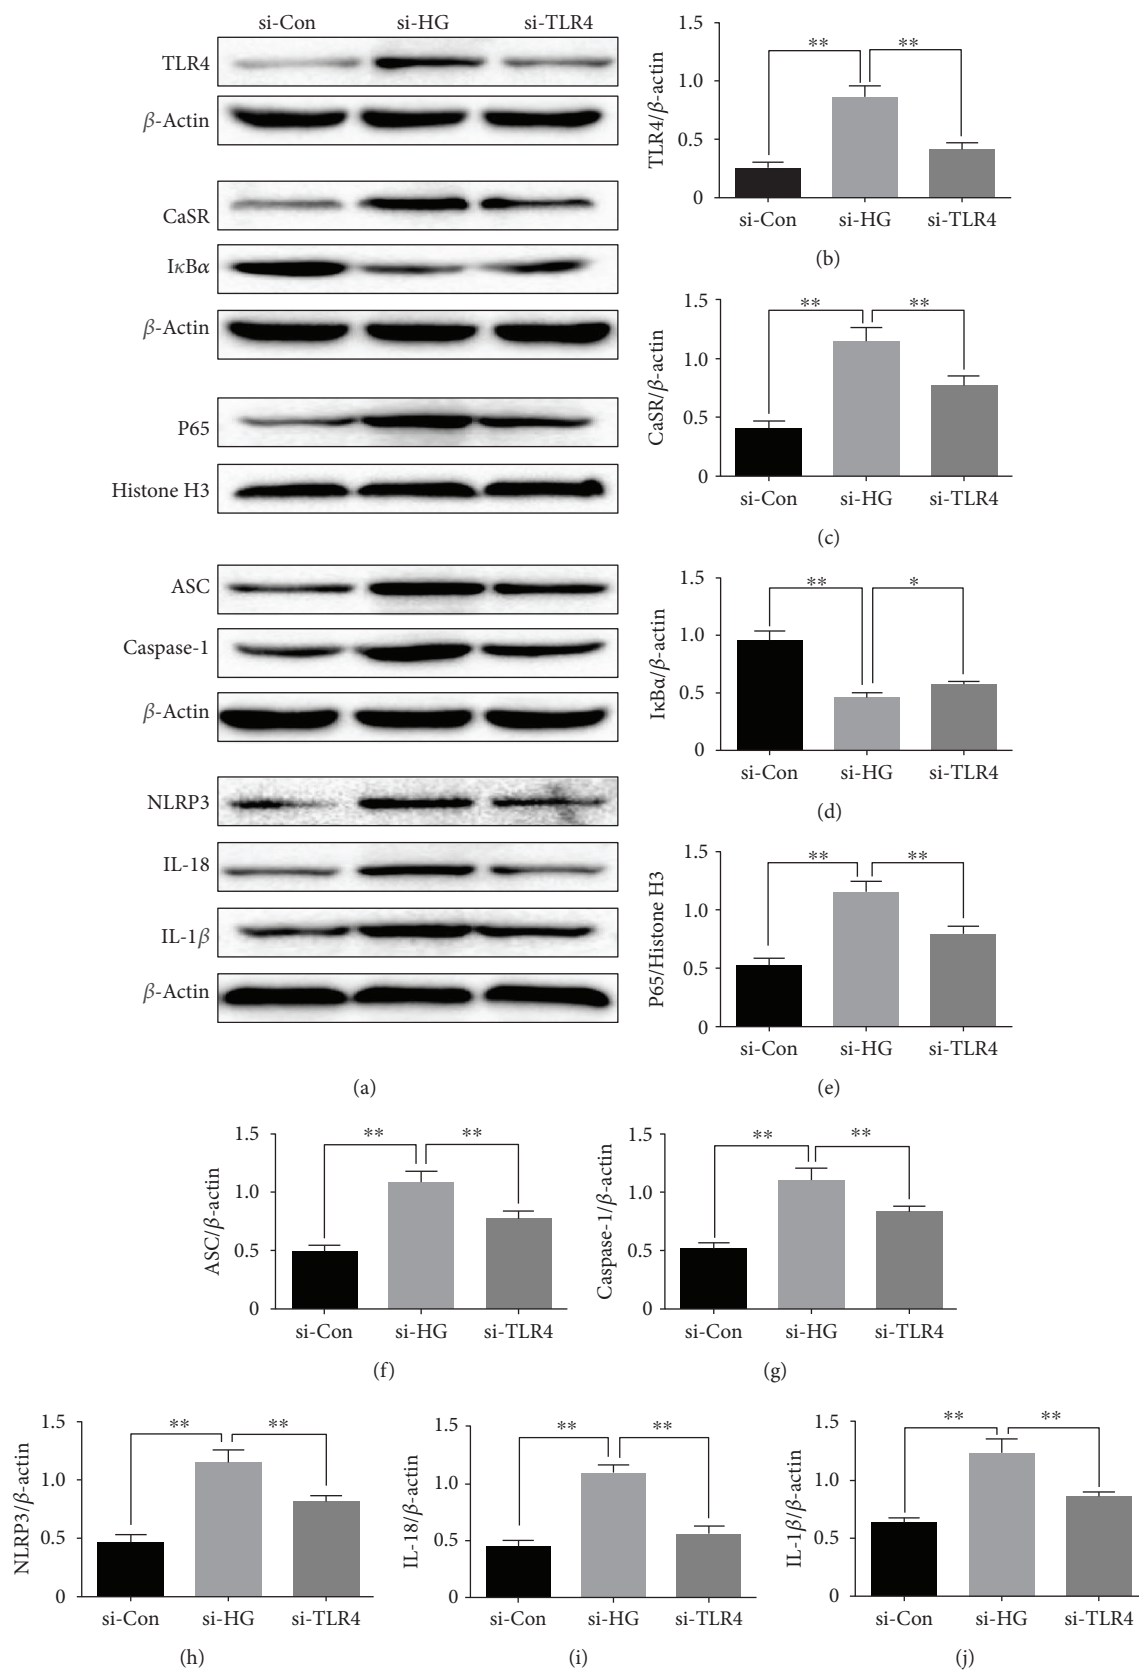 si-Con si-HG si-TLR4
TLR4
β-Actin
CaSR
IκBα
β-Actin
P65
Histone H3
ASC
Caspase-1
β-Actin
NLRP3
IL-18
IL-1β
β-Actin
(a)
TLR4/β-actin
1.5
1.0
0.5
0
** **
si-Con si-HG si-TLR4
(b)
CaSR/β-actin
1.5
1.0
0.5
0
** **
si-Con si-HG si-TLR4
(c)
IκBα/β-actin
1.5
1.0
0.5
0
** *
si-Con si-HG si-TLR4
(d)
P65/Histone H3
1.5
1.0
0.5
0
** **
si-Con si-HG si-TLR4
(e)
ASC/β-actin
1.5
1.0
0.5
0
** **
si-Con si-HG si-TLR4
(f)
Caspase-1/β-actin
1.5
1.0
0.5
0
** **
si-Con si-HG si-TLR4
(g)
NLRP3/β-actin
1.5
1.0
0.5
0
** **
si-Con si-HG si-TLR4
(h)
IL-18/β-actin
1.5
1.0
0.5
0
** **
si-Con si-HG si-TLR4
(i)
IL-1β/β-actin
1.5
1.0
0.5
0
** **
si-Con si-HG si-TLR4
(j)